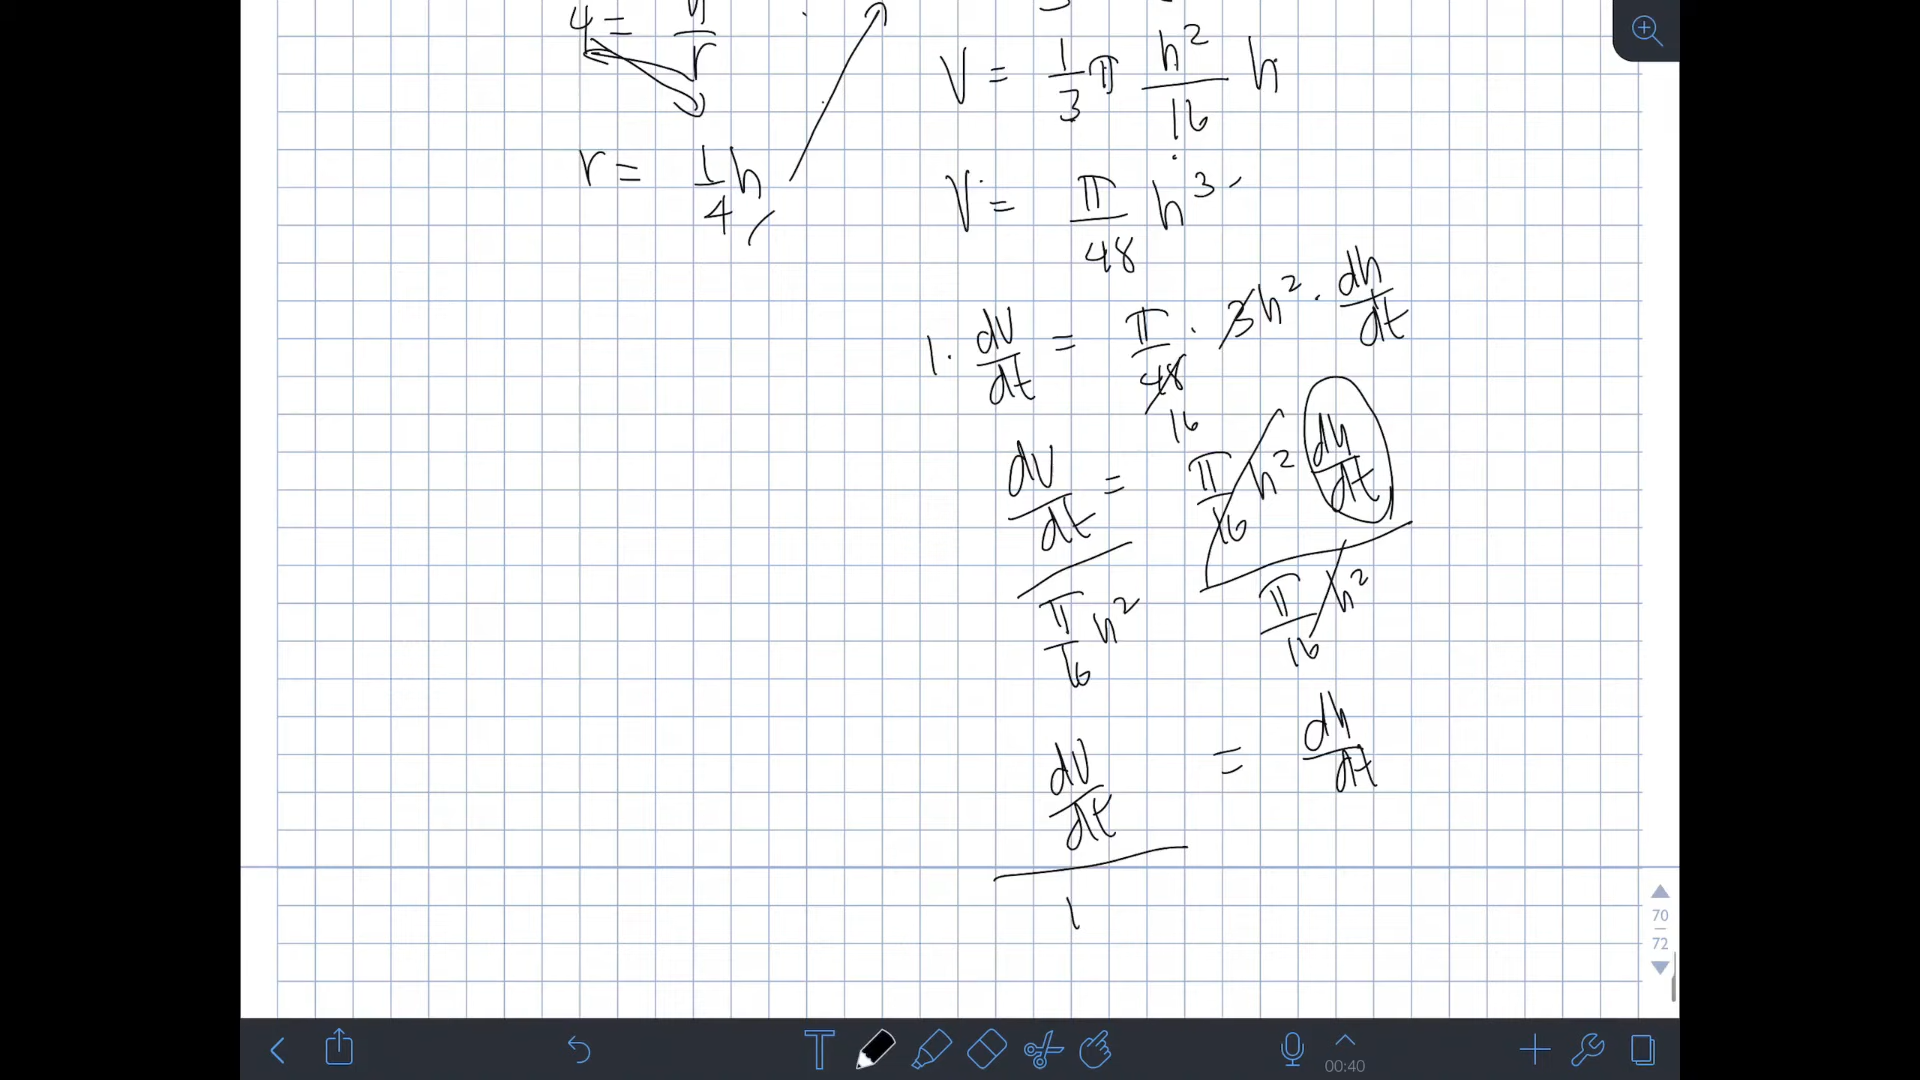 4 = h/r
V = 1/3 π h²/16 h
r = 1/4 h
V = π/48 h³
1 · dV/dt = π/48 · 3h² · dh/dt
16
dV/dt = π/16 h² dh/dt
π/16 h² π/16 h²
dV/dt = dh/dt
1
70
72
T
00:40